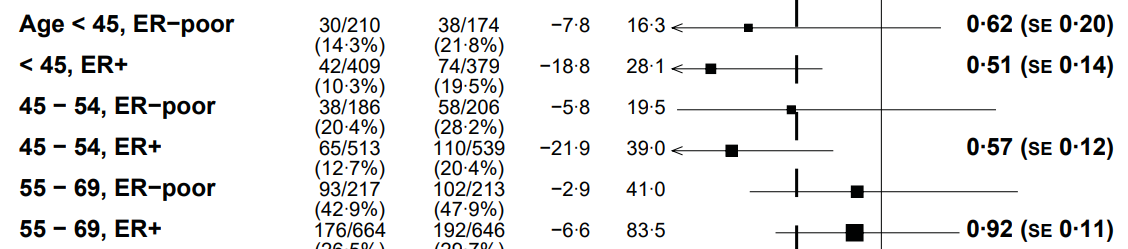 Age < 45, ER−poor 30/210 38/174 −7·8 16·3 0·62 (SE 0·20)
(14·3%) (21·8%)
< 45, ER+ 42/409 74/379 −18·8 28·1 0·51 (SE 0·14)
(10·3%) (19·5%)
45 − 54, ER−poor 38/186 58/206 −5·8 19·5
(20·4%) (28·2%)
45 − 54, ER+ 65/513 110/539 −21·9 39·0 0·57 (SE 0·12)
(12·7%) (20·4%)
55 − 69, ER−poor 93/217 102/213 −2·9 41·0
(42·9%) (47·9%)
55 − 69, ER+ 176/664 192/646 −6·6 83·5 0·92 (SE 0·11)
(26·5%) (29·7%)